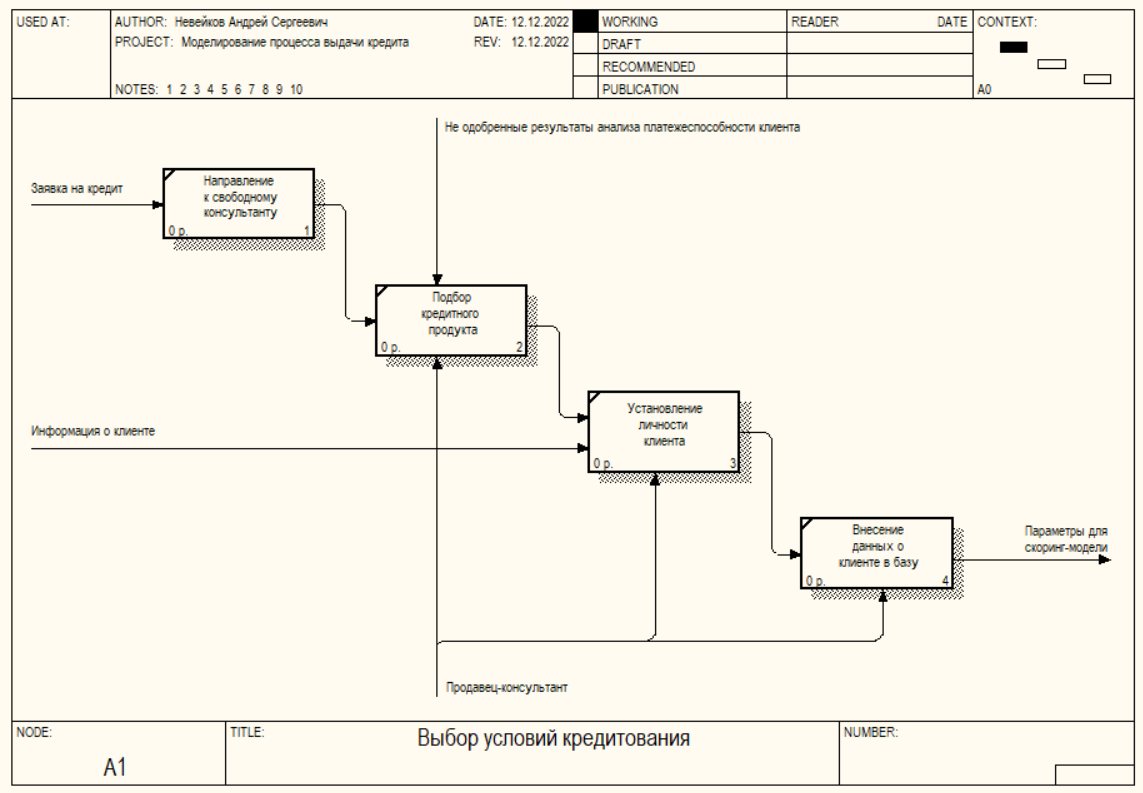 USED AT:
AUTHOR: Невейков Андрей Сергеевич
DATE: 12.12.2022
PROJECT: Моделирование процесса выдачи кредита
REV: 12.12.2022
NOTES: 1 2 3 4 5 6 7 8 9 10
WORKING
DRAFT
RECOMMENDED
PUBLICATION
READER
DATE
CONTEXT:
A0
Не одобренные результаты анализа платежеспособности клиента
Заявка на кредит
Направление
к свободному
консультанту
0 р.
1
Подбор
кредитного
продукта
0 р.
2
Информация о клиенте
Установление
личности
клиента
0 р.
3
Внесение
данных о
клиенте в базу
0 р.
4
Параметры для
скоринг-модели
Продавец-консультант
NODE:
A1
TITLE:
Выбор условий кредитования
NUMBER: